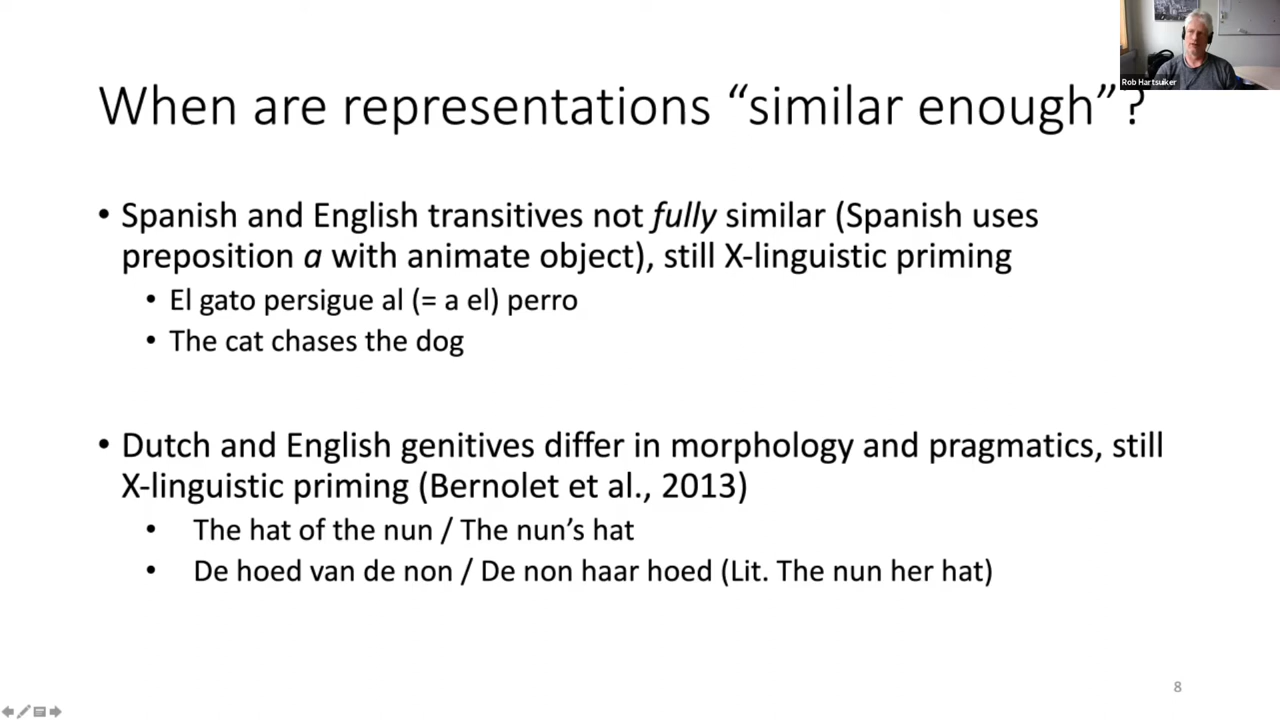 Rob Hartsuiker
When are representations “similar enough”?
• Spanish and English transitives not fully similar (Spanish uses
preposition a with animate object), still X-linguistic priming
• El gato persigue al (= a el) perro
• The cat chases the dog
• Dutch and English genitives differ in morphology and pragmatics, still
X-linguistic priming (Bernolet et al., 2013)
• The hat of the nun / The nun’s hat
• De hoed van de non / De non haar hoed (Lit. The nun her hat)
8